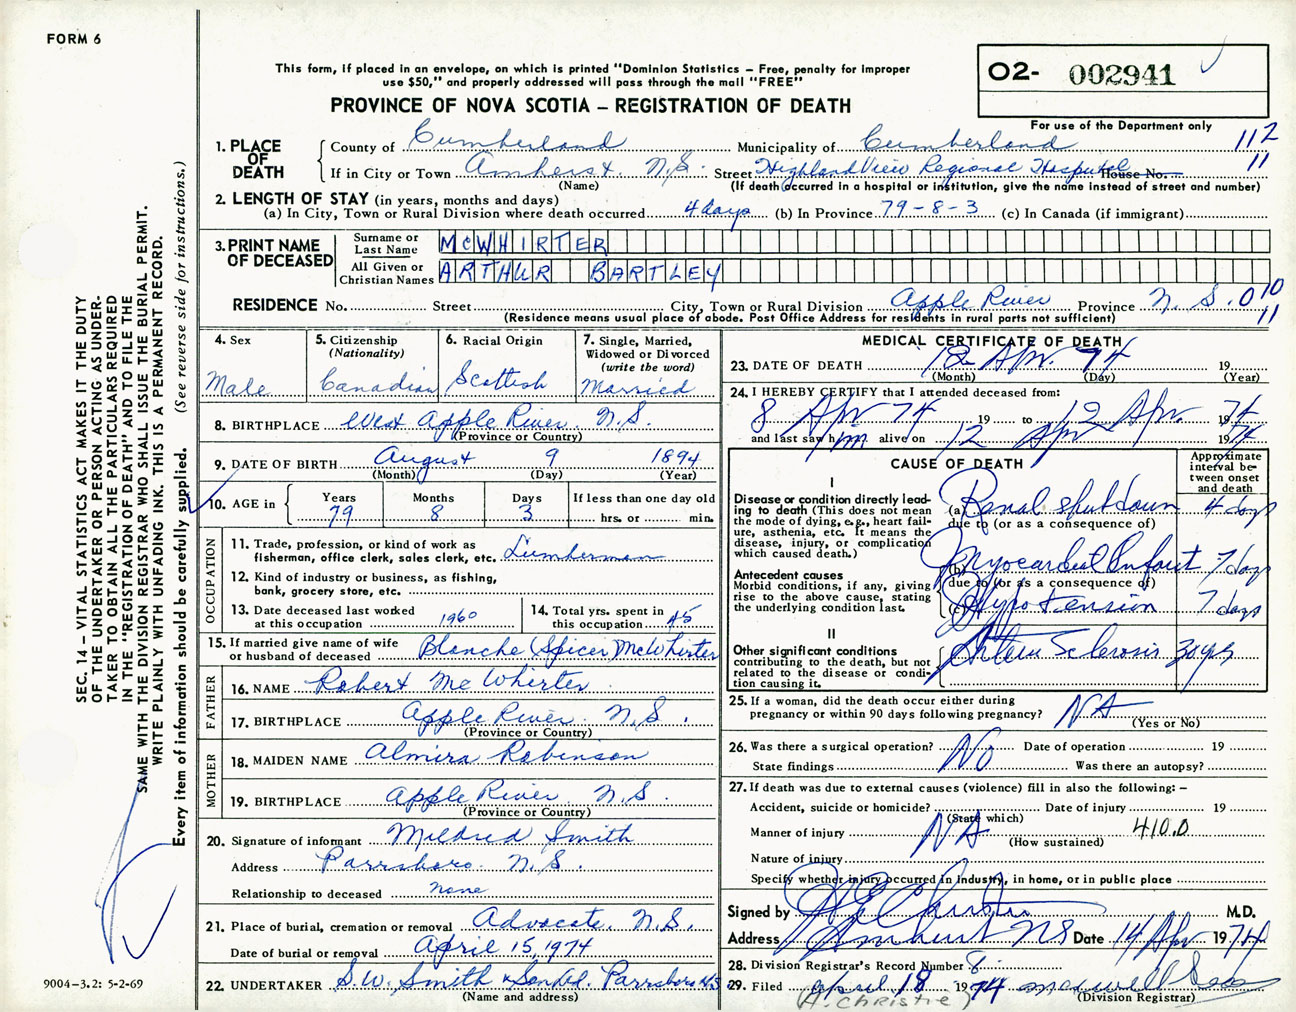 FORM 6
This form, if placed in an envelope, on which is printed "Dominion Statistics – Free, penalty for improper
use $50," and properly addressed will pass through the mail "FREE"
PROVINCE OF NOVA SCOTIA – REGISTRATION OF DEATH
02- 002941
For use of the Department only
112
11
1. PLACE OF DEATH
County of Cumberland Municipality of Cumberland
If in City or Town Amherst N.S. Street Highland View Regional Hospital House No.
(Name) (If death occurred in a hospital or institution, give the name instead of street and number)
2. LENGTH OF STAY (in years, months and days)
(a) In City, Town or Rural Division where death occurred 4 days (b) In Province 79-8-3 (c) In Canada (if immigrant)
3. PRINT NAME OF DECEASED
Surname or Last Name McWHIRTER
All Given or Christian Names ARTHUR BARTLEY
RESIDENCE No. Street City, Town or Rural Division Apple River Province N.S. 010
11
(Residence means usual place of abode. Post Office Address for residents in rural parts not sufficient)
4. Sex
Male
5. Citizenship
(Nationality)
Canadian
6. Racial Origin
Scottish
7. Single, Married,
Widowed or Divorced
(write the word)
Married
8. BIRTHPLACE West Apple River N.S.
(Province or Country)
9. DATE OF BIRTH August 9 1894
(Month) (Day) (Year)
10. AGE in
Years Months Days If less than one day old
79 8 3 hrs. or min.
OCCUPATION
11. Trade, profession, or kind of work as
fisherman, office clerk, sales clerk, etc. Lumberman
12. Kind of industry or business, as fishing,
bank, grocery store, etc.
13. Date deceased last worked
at this occupation 1960
14. Total yrs. spent in
this occupation 45
15. If married give name of wife
or husband of deceased Blanche (Spicer) McWhirter
FATHER
16. NAME Robert McWhirter
17. BIRTHPLACE Apple River N.S.
(Province or Country)
MOTHER
18. MAIDEN NAME Almira Robinson
19. BIRTHPLACE Apple River N.S.
(Province or Country)
20. Signature of informant Mildred Smith
Address Parrsboro N.S.
Relationship to deceased none
21. Place of burial, cremation or removal Advocate, N.S.
Date of burial or removal April 15, 1974
22. UNDERTAKER S.W. Smith & Son Ltd. Parrsboro N.S.
(Name and address)
MEDICAL CERTIFICATE OF DEATH
23. DATE OF DEATH 12 Apr. 74 19
(Month) (Day) (Year)
24. I HEREBY CERTIFY that I attended deceased from:
8 Apr 74 19 to 12 Apr. 1974
and last saw him alive on 12 Apr 1974
CAUSE OF DEATH
Approximate interval between onset and death
I
Disease or condition directly leading to death (This does not mean the mode of dying, e.g., heart failure, asthenia, etc. It means the disease, injury, or complication which caused death.)
(a) Renal shutdown 4 days
due to (or as a consequence of)
Antecedent causes
Morbid conditions, if any, giving rise to the above cause, stating the underlying condition last.
(b) Myocardial Infarct 7 days
due to (or as a consequence of)
(c) Hypotension 7 days
II
Other significant conditions
contributing to the death, but not related to the disease or condition causing it.
Arterio Sclerosis 3 yrs
25. If a woman, did the death occur either during
pregnancy or within 90 days following pregnancy? NA
(Yes or No)
26. Was there a surgical operation? No Date of operation 19
State findings Was there an autopsy?
27. If death was due to external causes (violence) fill in also the following: –
Accident, suicide or homicide? Date of injury 19
(State which)
Manner of injury NA 410.0
(How sustained)
Nature of injury
Specify whether injury occurred in industry, in home, or in public place
Signed by H E Christie M.D.
Address Amherst NS Date 14 Apr 1974
28. Division Registrar's Record Number 8
29. Filed April 18 1974 Maxwell
(H. Christie) (Division Registrar)
SEC. 14 – VITAL STATISTICS ACT MAKES IT THE DUTY
OF THE UNDERTAKER OR PERSON ACTING AS UNDER-
TAKER TO OBTAIN ALL THE PARTICULARS REQUIRED
IN THE "REGISTRATION OF DEATH" AND TO FILE THE
SAME WITH THE DIVISION REGISTRAR WHO SHALL ISSUE THE BURIAL PERMIT.
WRITE PLAINLY WITH UNFADING INK. THIS IS A PERMANENT RECORD.
Every item of information should be carefully supplied. (See reverse side for instructions.)
9004-3.2: 5-2-69